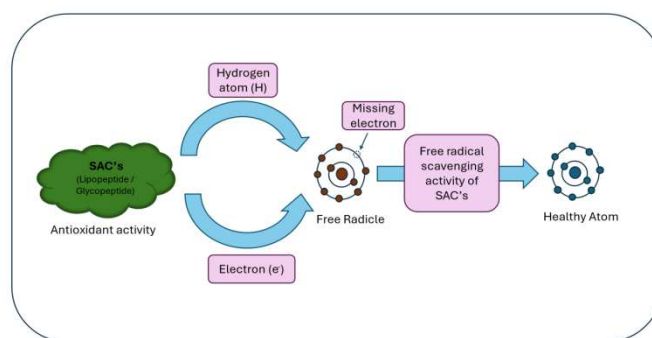 Hydrogen
atom (H)
Missing
electron
SAC's
(Lipopeptide /
Glycopeptide)
Free radical
scavenging
activity of
SAC's
Antioxidant activity
Free Radicle
Healthy Atom
Electron (e⁻)